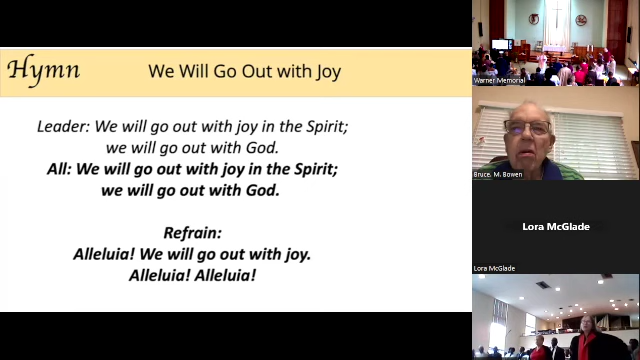 Hymn
We Will Go Out with Joy
Leader: We will go out with joy in the Spirit;
we will go out with God.
All: We will go out with joy in the Spirit;
we will go out with God.
Refrain:
Alleluia! We will go out with joy.
Alleluia! Alleluia!
Warner Memorial
Bruce. M. Bowen
Lora McGlade
Lora McGlade